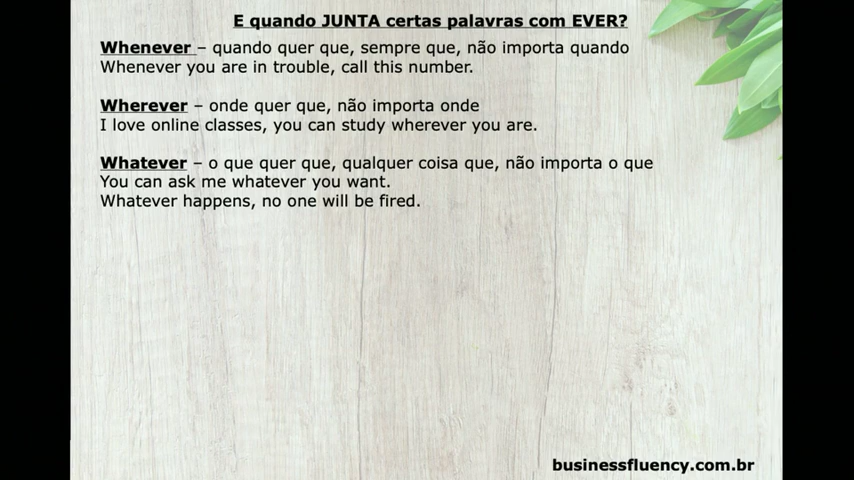 E quando JUNTA certas palavras com EVER?
Whenever – quando quer que, sempre que, não importa quando
Whenever you are in trouble, call this number.
Wherever – onde quer que, não importa onde
I love online classes, you can study wherever you are.
Whatever – o que quer que, qualquer coisa que, não importa o que
You can ask me whatever you want.
Whatever happens, no one will be fired.
businessfluency.com.br